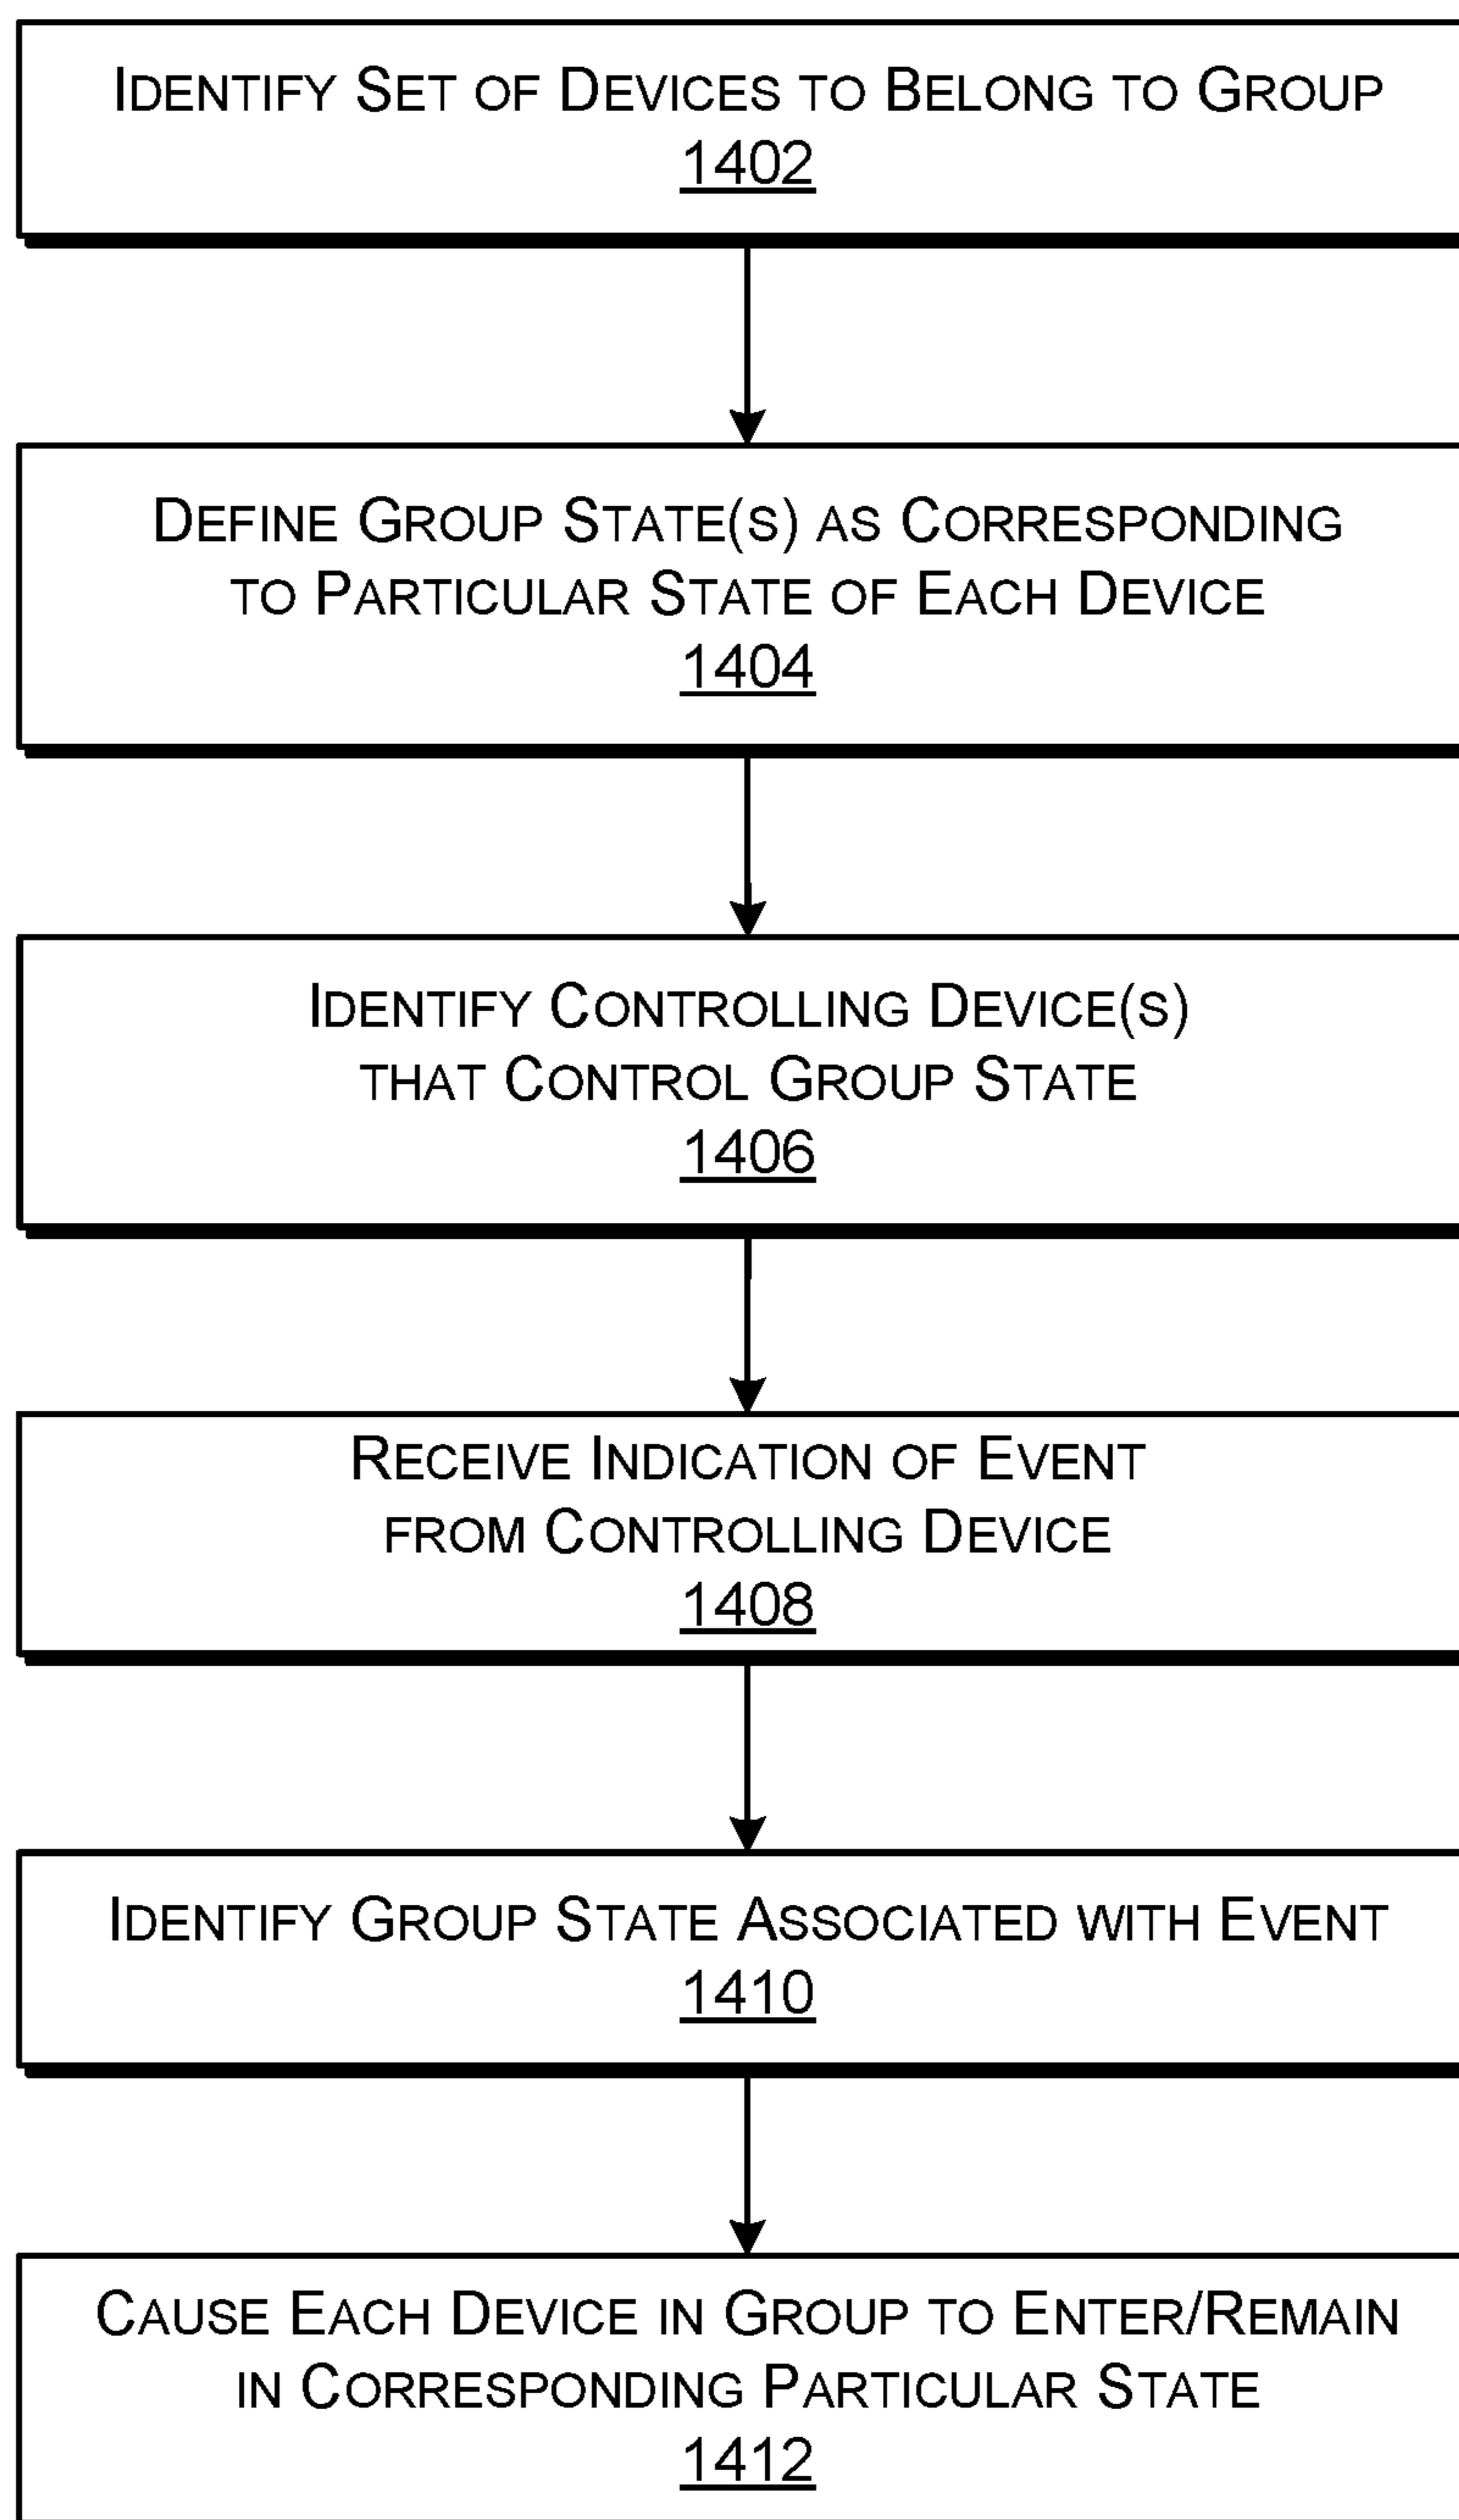 IDENTIFY SET OF DEVICES TO BELONG TO GROUP
1402
DEFINE GROUP STATE(S) AS CORRESPONDING
TO PARTICULAR STATE OF EACH DEVICE
1404
IDENTIFY CONTROLLING DEVICE(S)
THAT CONTROL GROUP STATE
1406
RECEIVE INDICATION OF EVENT
FROM CONTROLLING DEVICE
1408
IDENTIFY GROUP STATE ASSOCIATED WITH EVENT
1410
CAUSE EACH DEVICE IN GROUP TO ENTER/REMAIN
IN CORRESPONDING PARTICULAR STATE
1412